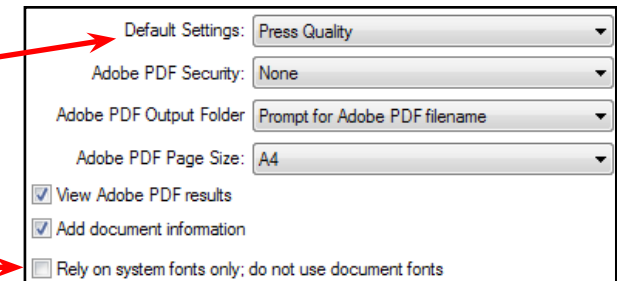 Default Settings: Press Quality
Adobe PDF Security: None
Adobe PDF Output Folder Prompt for Adobe PDF filename
Adobe PDF Page Size: A4
View Adobe PDF results
Add document information
Rely on system fonts only; do not use document fonts